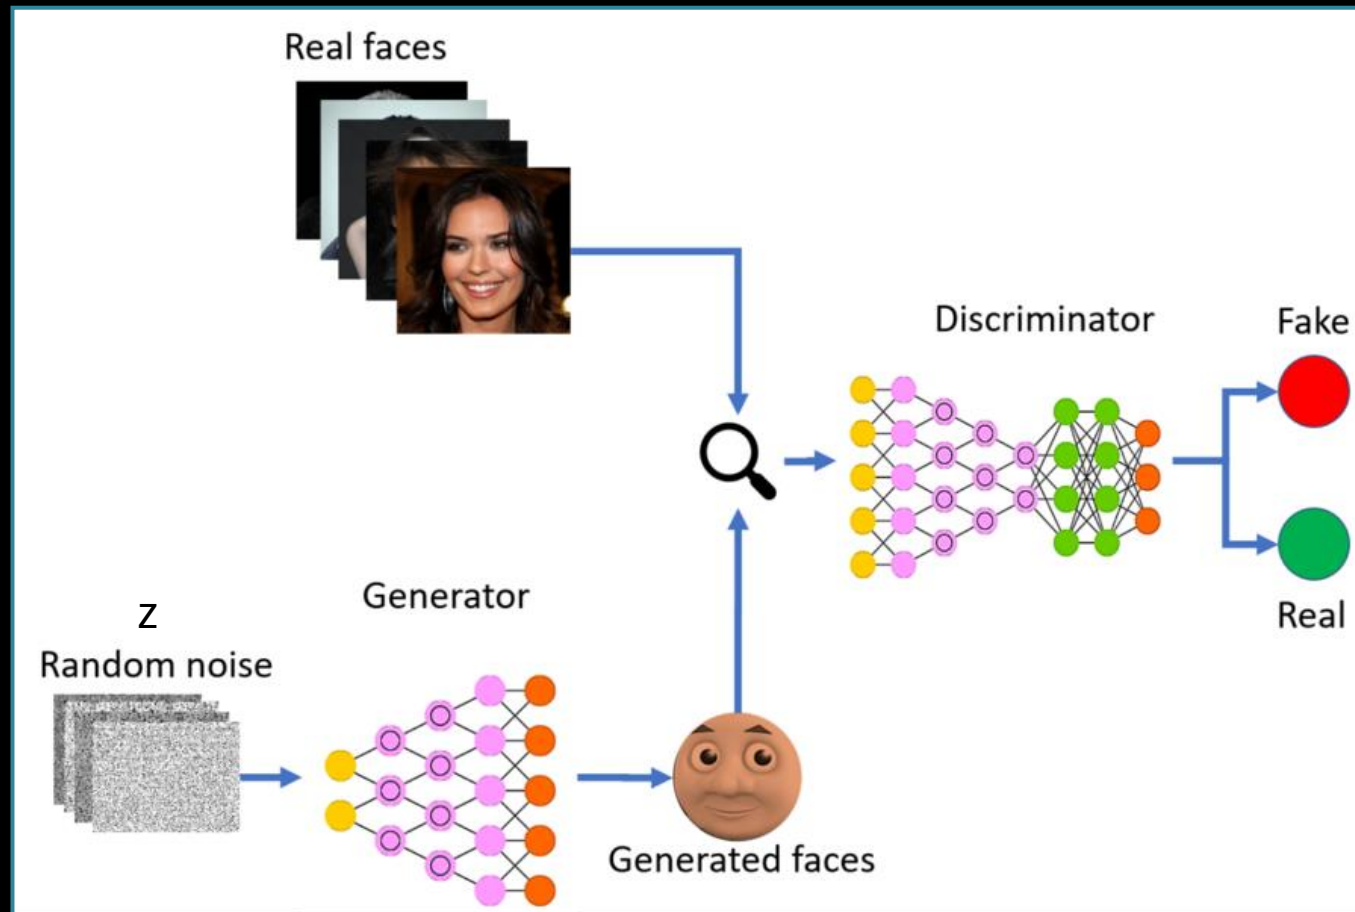 Real faces
Discriminator
Fake
Real
Generator
Z
Random noise
Generated faces